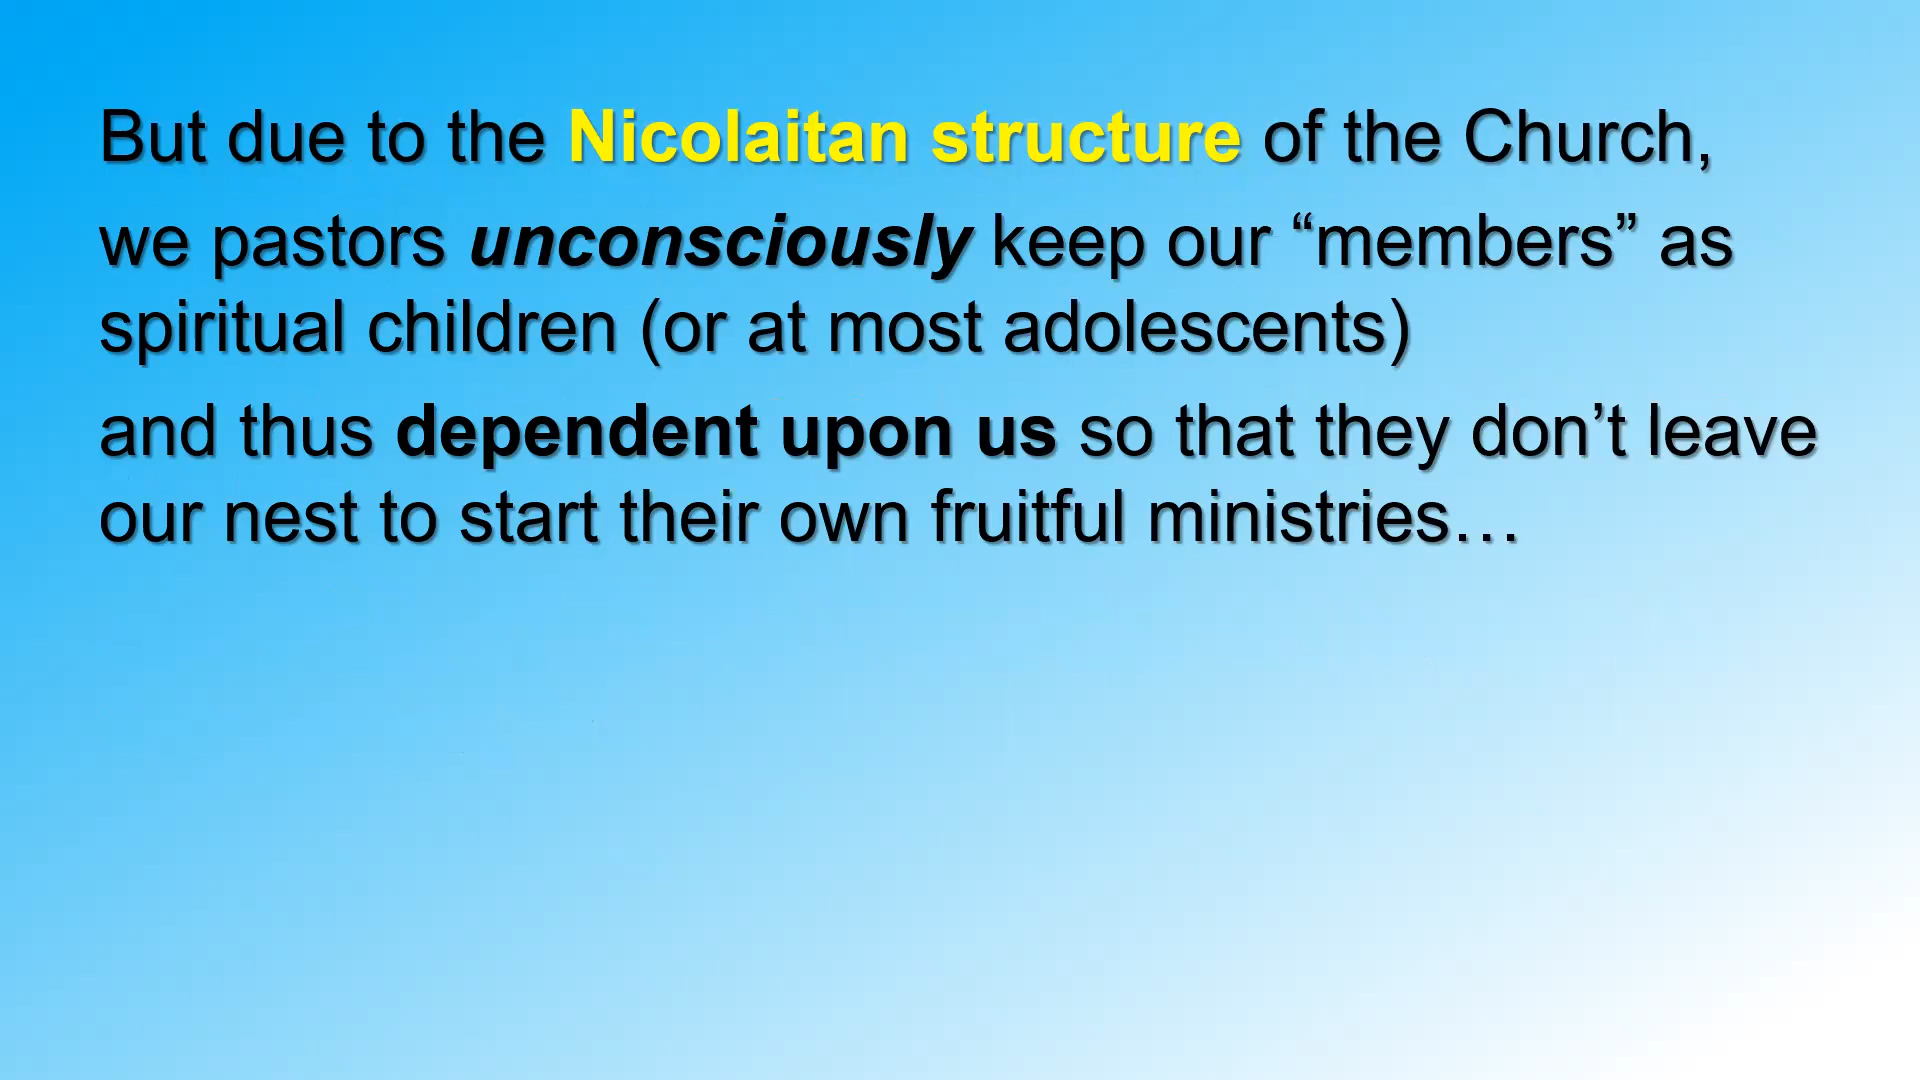 But due to the Nicolaitan structure of the Church,
we pastors unconsciously keep our “members” as
spiritual children (or at most adolescents)
and thus dependent upon us so that they don’t leave
our nest to start their own fruitful ministries…